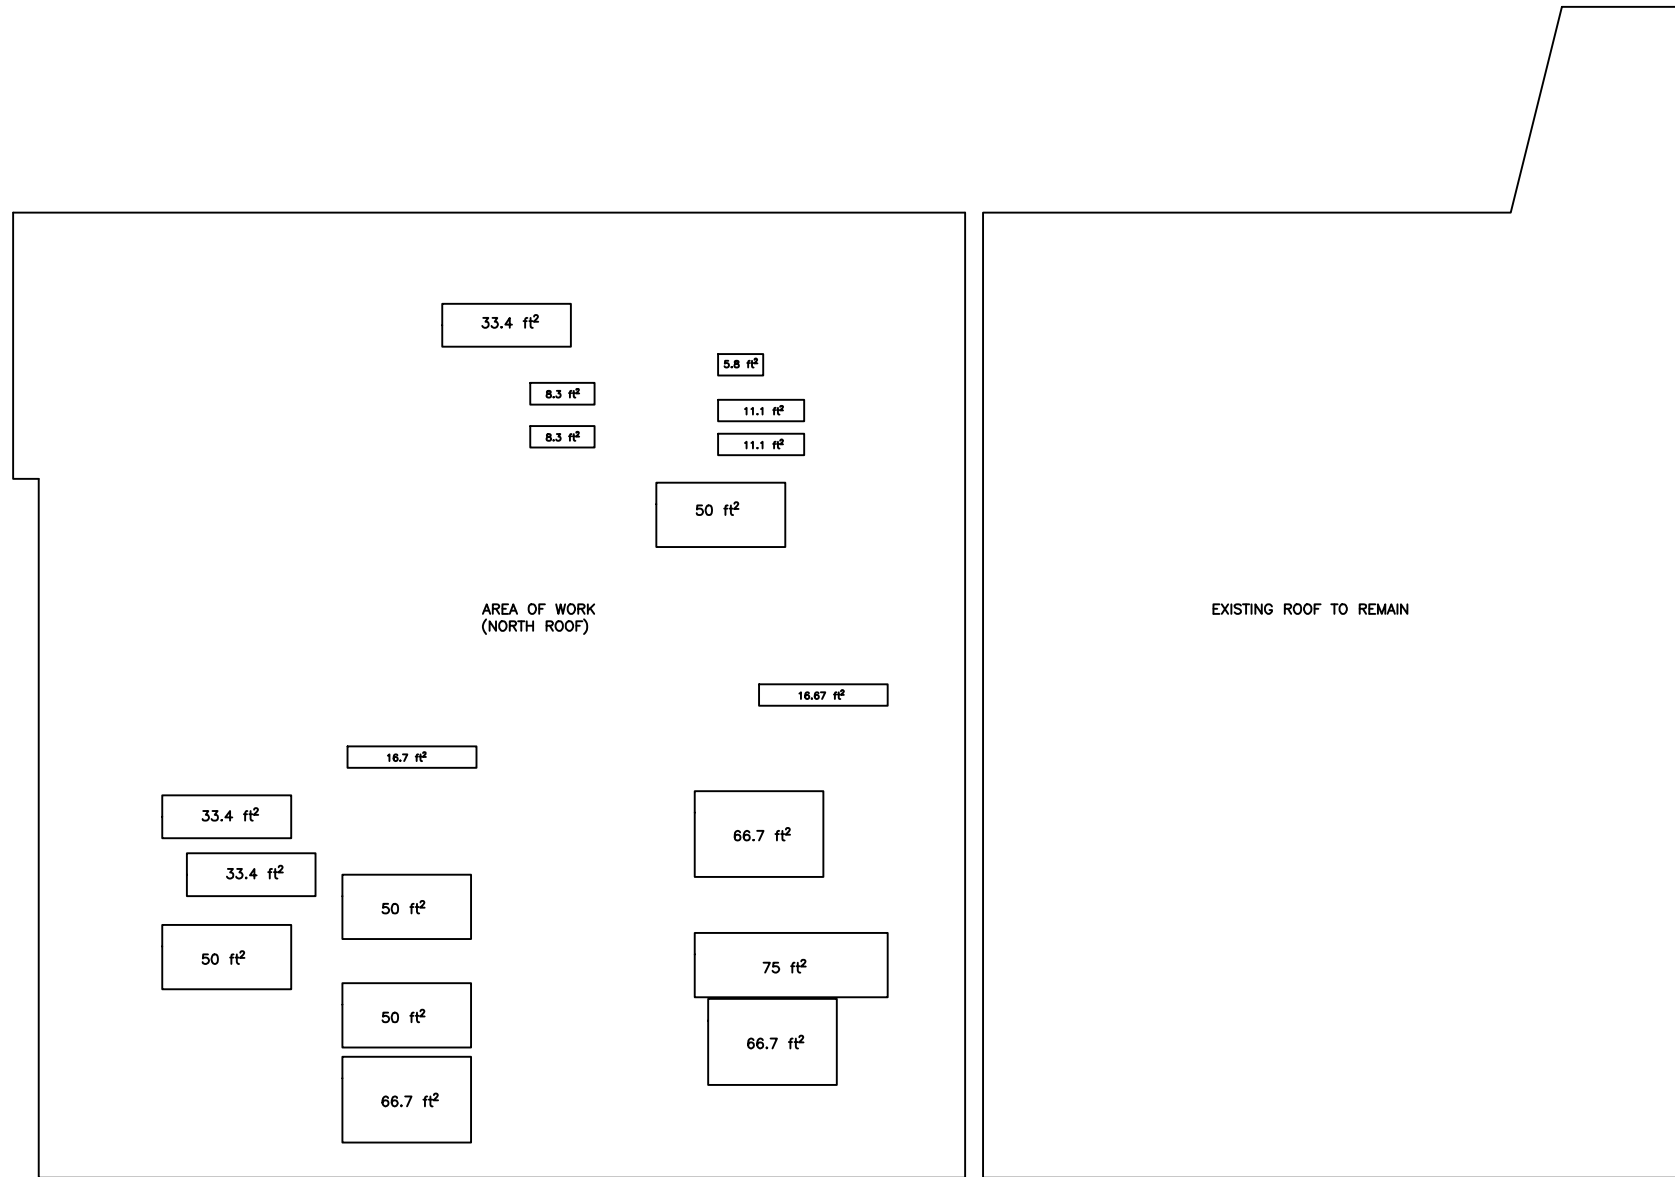 33.4 ft²
5.8 ft²
8.3 ft²
11.1 ft²
8.3 ft²
11.1 ft²
50 ft²
AREA OF WORK
(NORTH ROOF)
EXISTING ROOF TO REMAIN
16.67 ft²
16.7 ft²
33.4 ft²
66.7 ft²
33.4 ft²
50 ft²
50 ft²
75 ft²
50 ft²
66.7 ft²
66.7 ft²